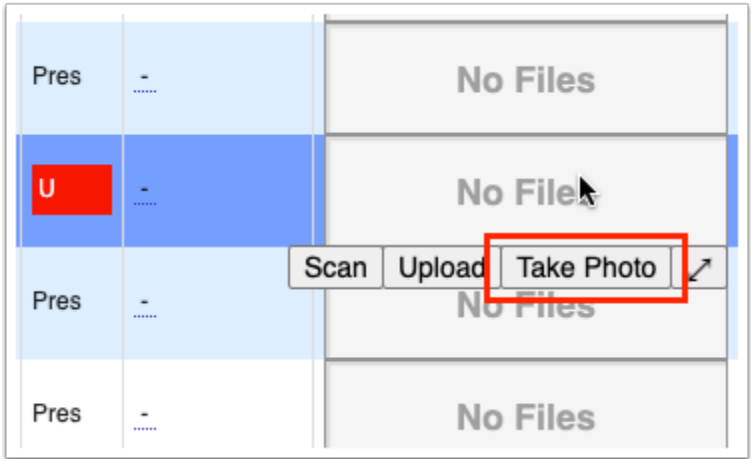 Pres - No Files
U - No Files
Scan Upload Take Photo
Pres - No Files
Pres - No Files